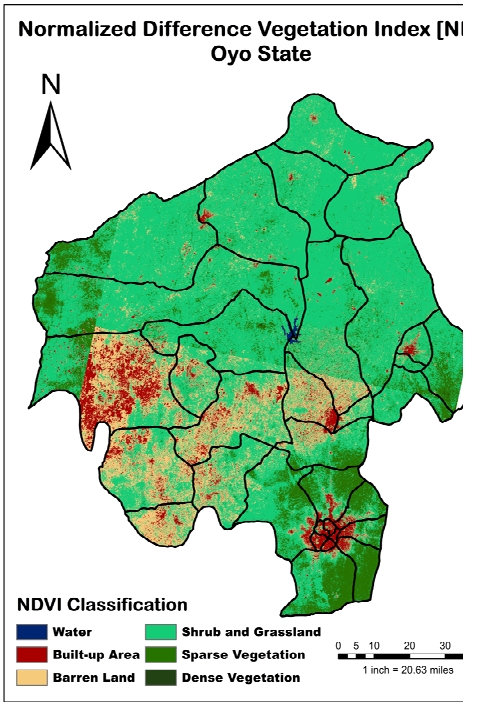 Normalized Difference Vegetation Index [N
Oyo State
N
NDVI Classification
Water
Shrub and Grassland
Built-up Area
Sparse Vegetation
Barren Land
Dense Vegetation
0 5 10 20 30
1 inch = 20.63 miles